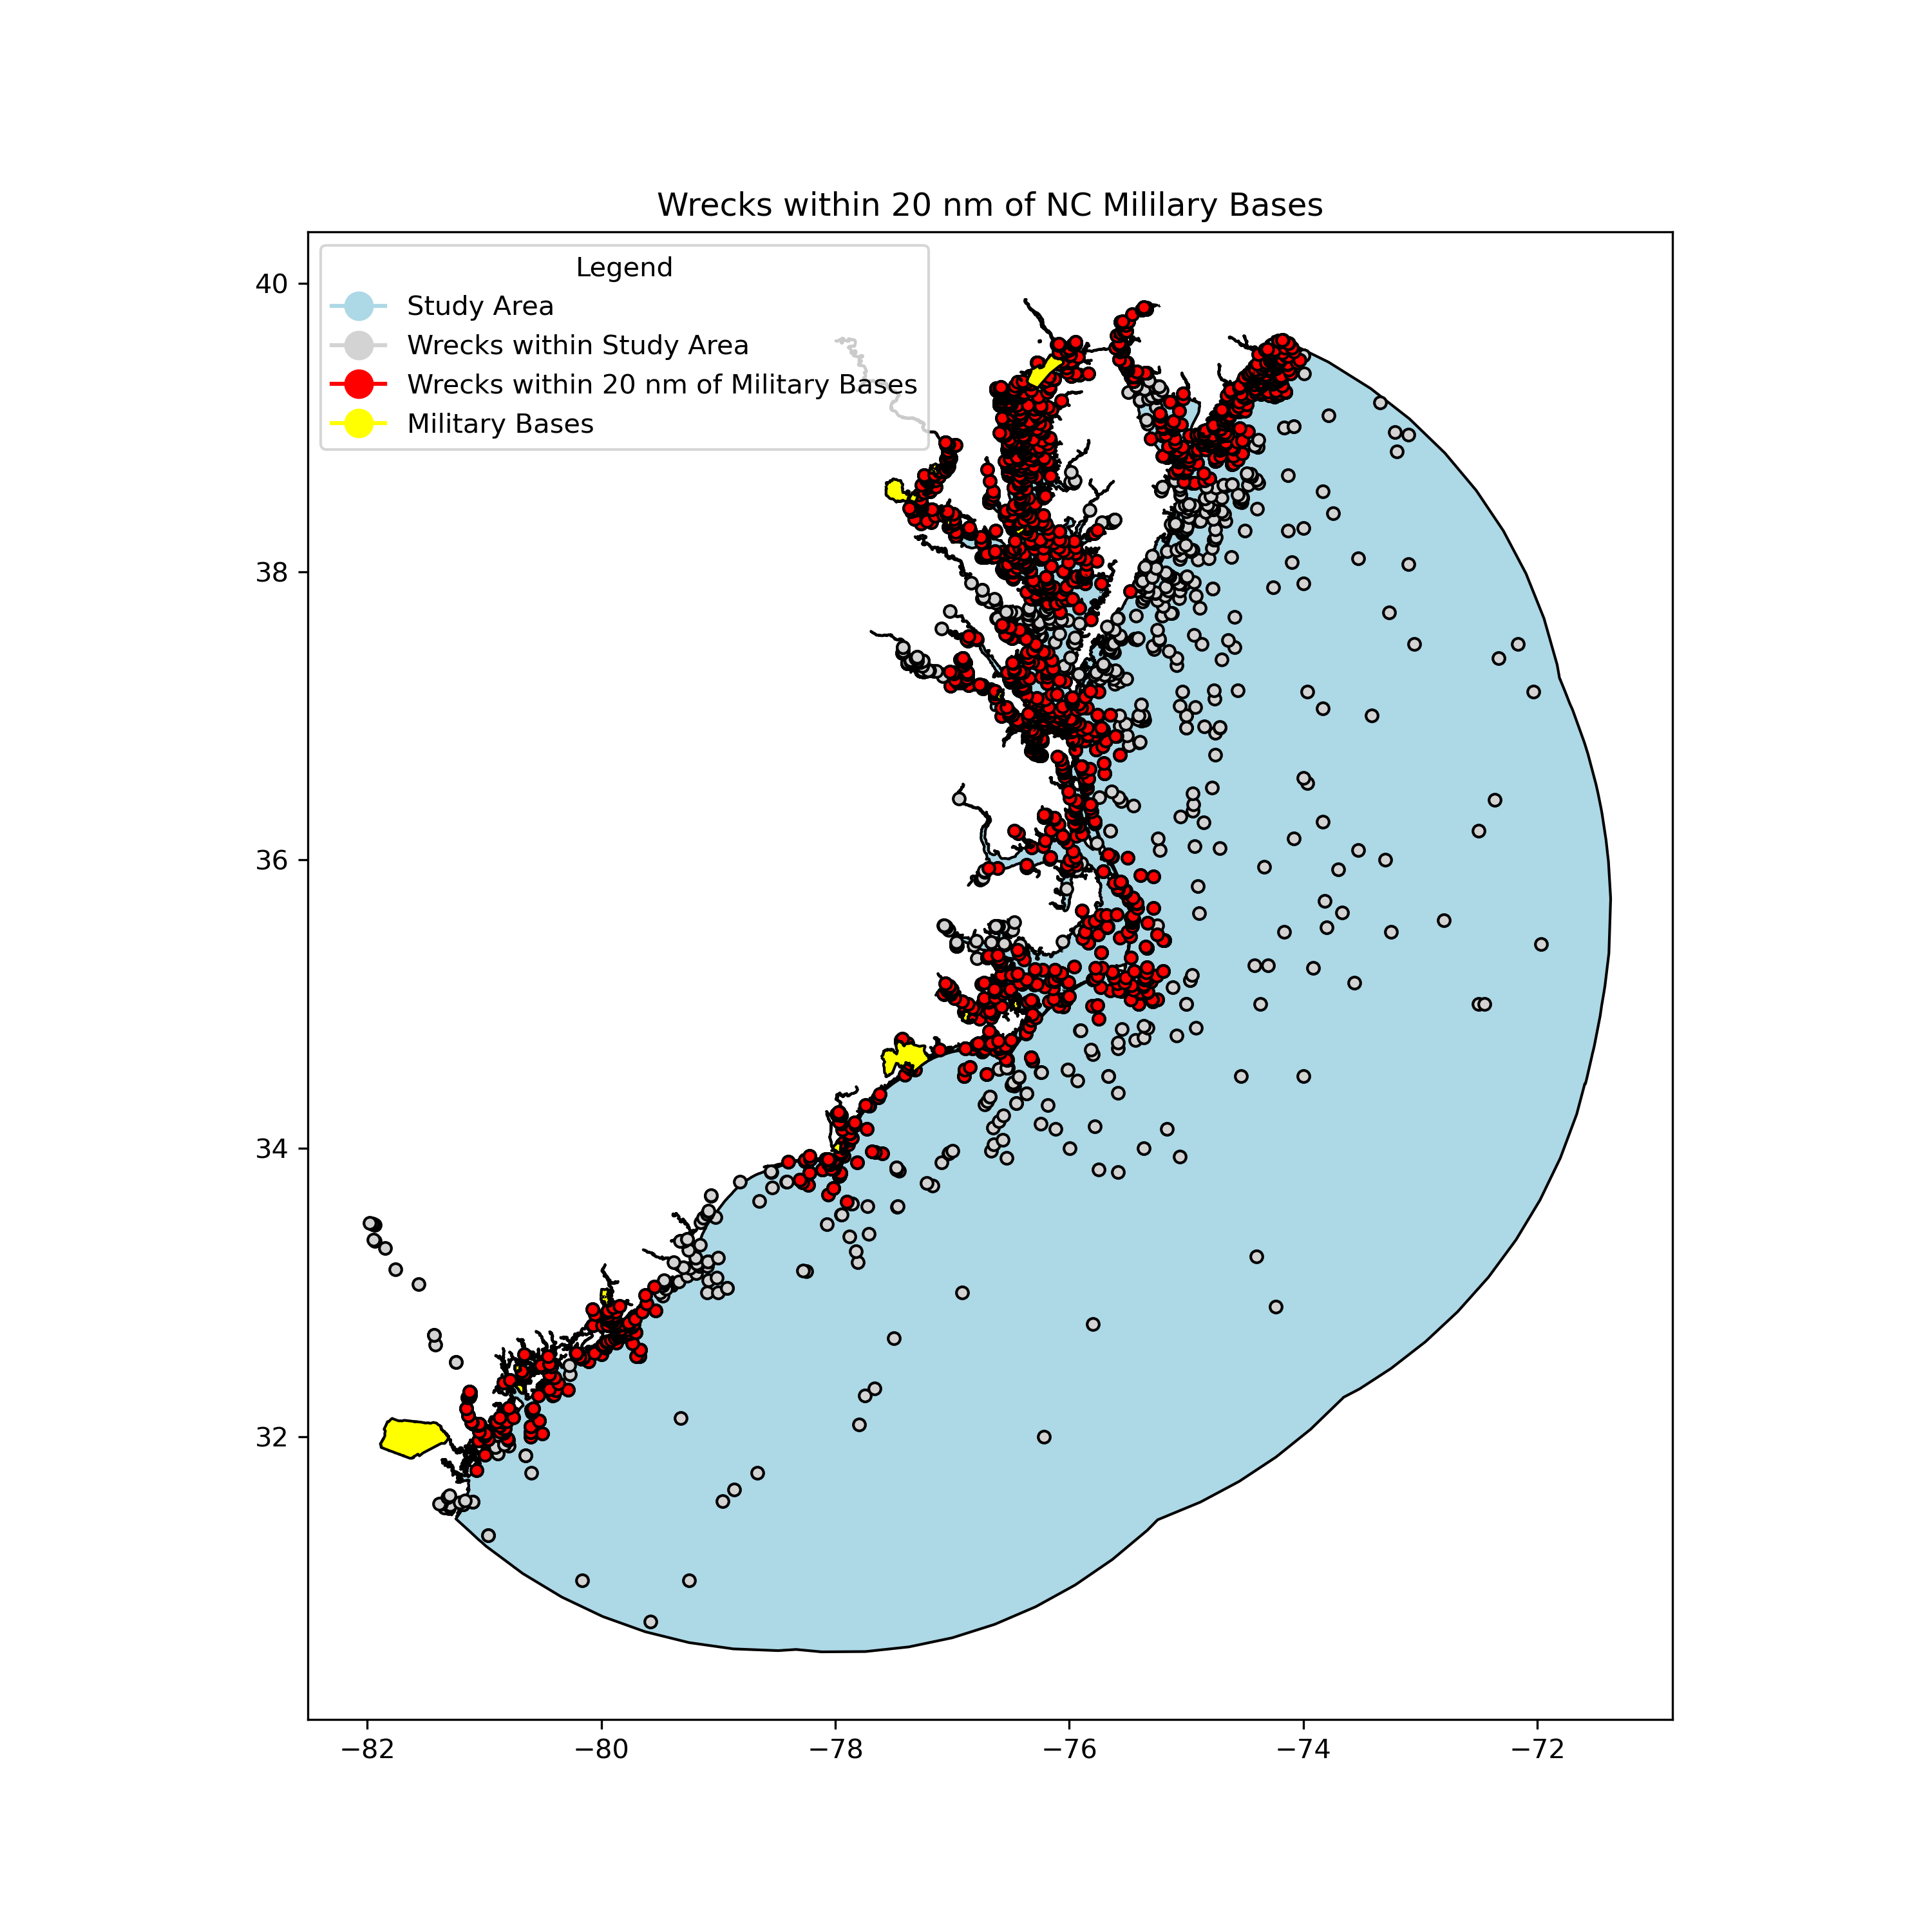 Wrecks within 20 nm of NC Mililary Bases
Legend
Study Area
Wrecks within Study Area
Wrecks within 20 nm of Military Bases
Military Bases
40
38
36
34
32
−82 −80 −78 −76 −74 −72